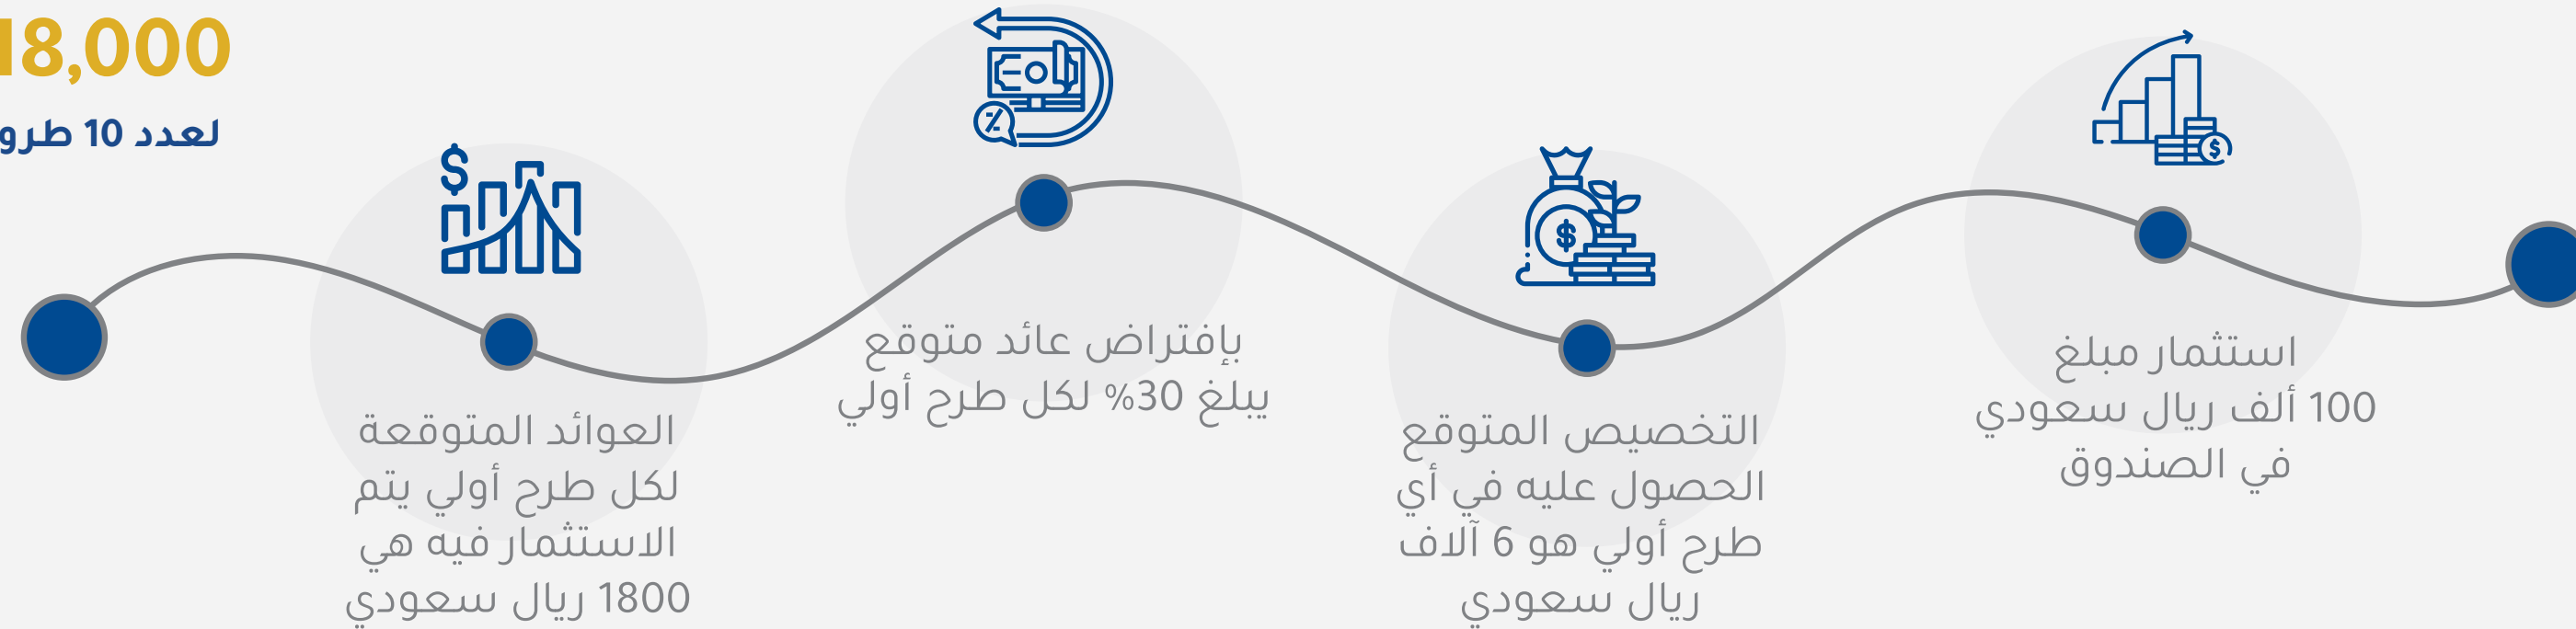 استثمار مبلغ
100 ألف ريال سعودي
في الصندوق
التخصيص المتوقع
الحصول عليه في أي
طرح أولي هو 6 آلاف
ريال سعودي
بإفتراض عائد متوقع
يبلغ 30% لكل طرح أولي
العوائد المتوقعة
لكل طرح أولي يتم
الاستثمار فيه هي
1800 ريال سعودي
18,000
لعدد 10